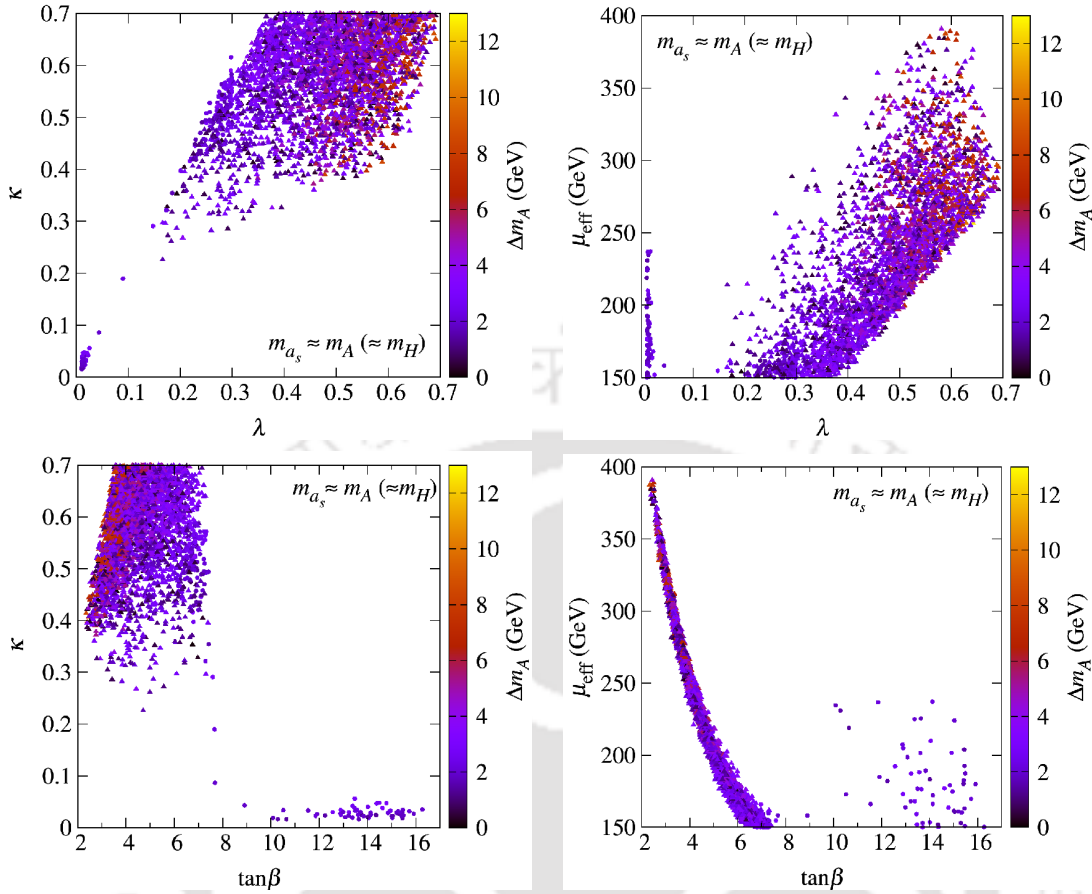 0.7
0.6
0.5
0.4
0.3
0.2
0.1
0
κ
0 0.1 0.2 0.3 0.4 0.5 0.6 0.7
λ
m_{a_s} ≈ m_A (≈ m_H)
12
10
8
6
4
2
0
Δm_A (GeV)
400
350
300
250
200
150
μ_eff (GeV)
0 0.1 0.2 0.3 0.4 0.5 0.6 0.7
λ
m_{a_s} ≈ m_A (≈ m_H)
12
10
8
6
4
2
0
Δm_A (GeV)
0.7
0.6
0.5
0.4
0.3
0.2
0.1
0
κ
2 4 6 8 10 12 14 16
tanβ
m_{a_s} ≈ m_A (≈m_H)
12
10
8
6
4
2
0
Δm_A (GeV)
400
350
300
250
200
150
μ_eff (GeV)
2 4 6 8 10 12 14 16
tanβ
m_{a_s} ≈ m_A (≈ m_H)
12
10
8
6
4
2
0
Δm_A (GeV)